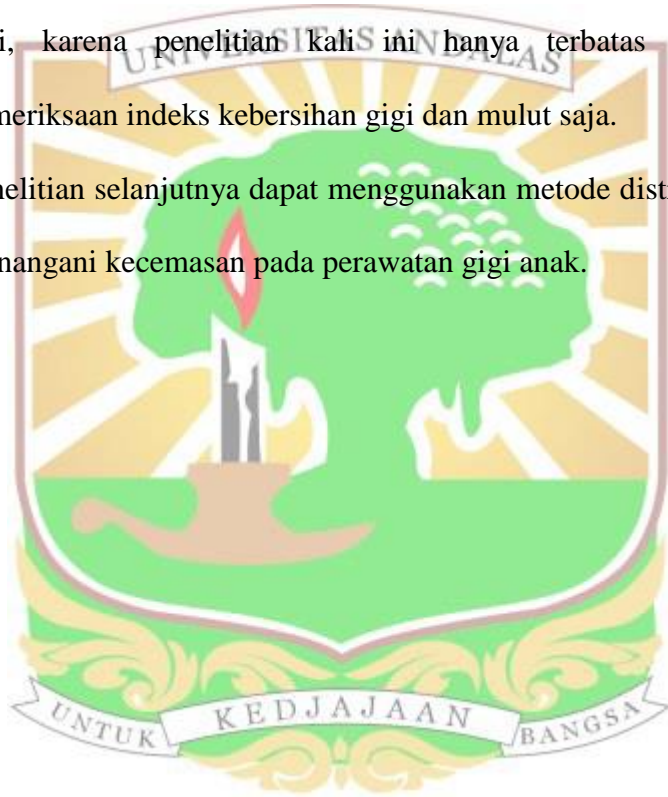 i, karena penelitian kali ini hanya terbatas
UNIVERSITAS ANDALAS
meriksaan indeks kebersihan gigi dan mulut saja.
nelitian selanjutnya dapat menggunakan metode dist
nangani kecemasan pada perawatan gigi anak.
UNTUK KEDJAJAAN BANGSA